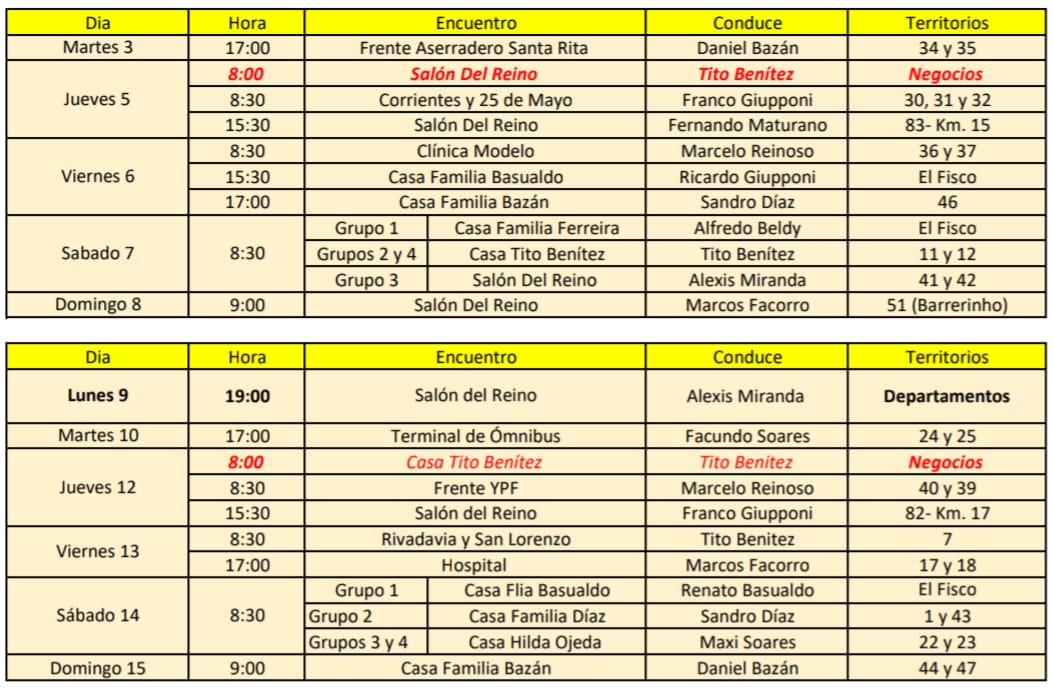 Dia Hora Encuentro Conduce Territorios
Martes 3 17:00 Frente Aserradero Santa Rita Daniel Bazán 34 y 35
Jueves 5 8:00 Salón Del Reino Tito Benítez Negocios
8:30 Corrientes y 25 de Mayo Franco Giupponi 30, 31 y 32
15:30 Salón Del Reino Fernando Maturano 83- Km. 15
Viernes 6 8:30 Clínica Modelo Marcelo Reinoso 36 y 37
15:30 Casa Familia Basualdo Ricardo Giupponi El Fisco
17:00 Casa Familia Bazán Sandro Díaz 46
Sabado 7 8:30 Grupo 1 Casa Familia Ferreira Alfredo Beldy El Fisco
Grupos 2 y 4 Casa Tito Benítez Tito Benítez 11 y 12
Grupo 3 Salón Del Reino Alexis Miranda 41 y 42
Domingo 8 9:00 Salón Del Reino Marcos Facorro 51 (Barrerinho)
Dia Hora Encuentro Conduce Territorios
Lunes 9 19:00 Salón del Reino Alexis Miranda Departamentos
Martes 10 17:00 Terminal de Ómnibus Facundo Soares 24 y 25
Jueves 12 8:00 Casa Tito Benítez Tito Benitez Negocios
8:30 Frente YPF Marcelo Reinoso 40 y 39
15:30 Salón del Reino Franco Giupponi 82- Km. 17
Viernes 13 8:30 Rivadavia y San Lorenzo Tito Benitez 7
17:00 Hospital Marcos Facorro 17 y 18
Sábado 14 8:30 Grupo 1 Casa Flia Basualdo Renato Basualdo El Fisco
Grupo 2 Casa Familia Díaz Sandro Díaz 1 y 43
Grupos 3 y 4 Casa Hilda Ojeda Maxi Soares 22 y 23
Domingo 15 9:00 Casa Familia Bazán Daniel Bazán 44 y 47